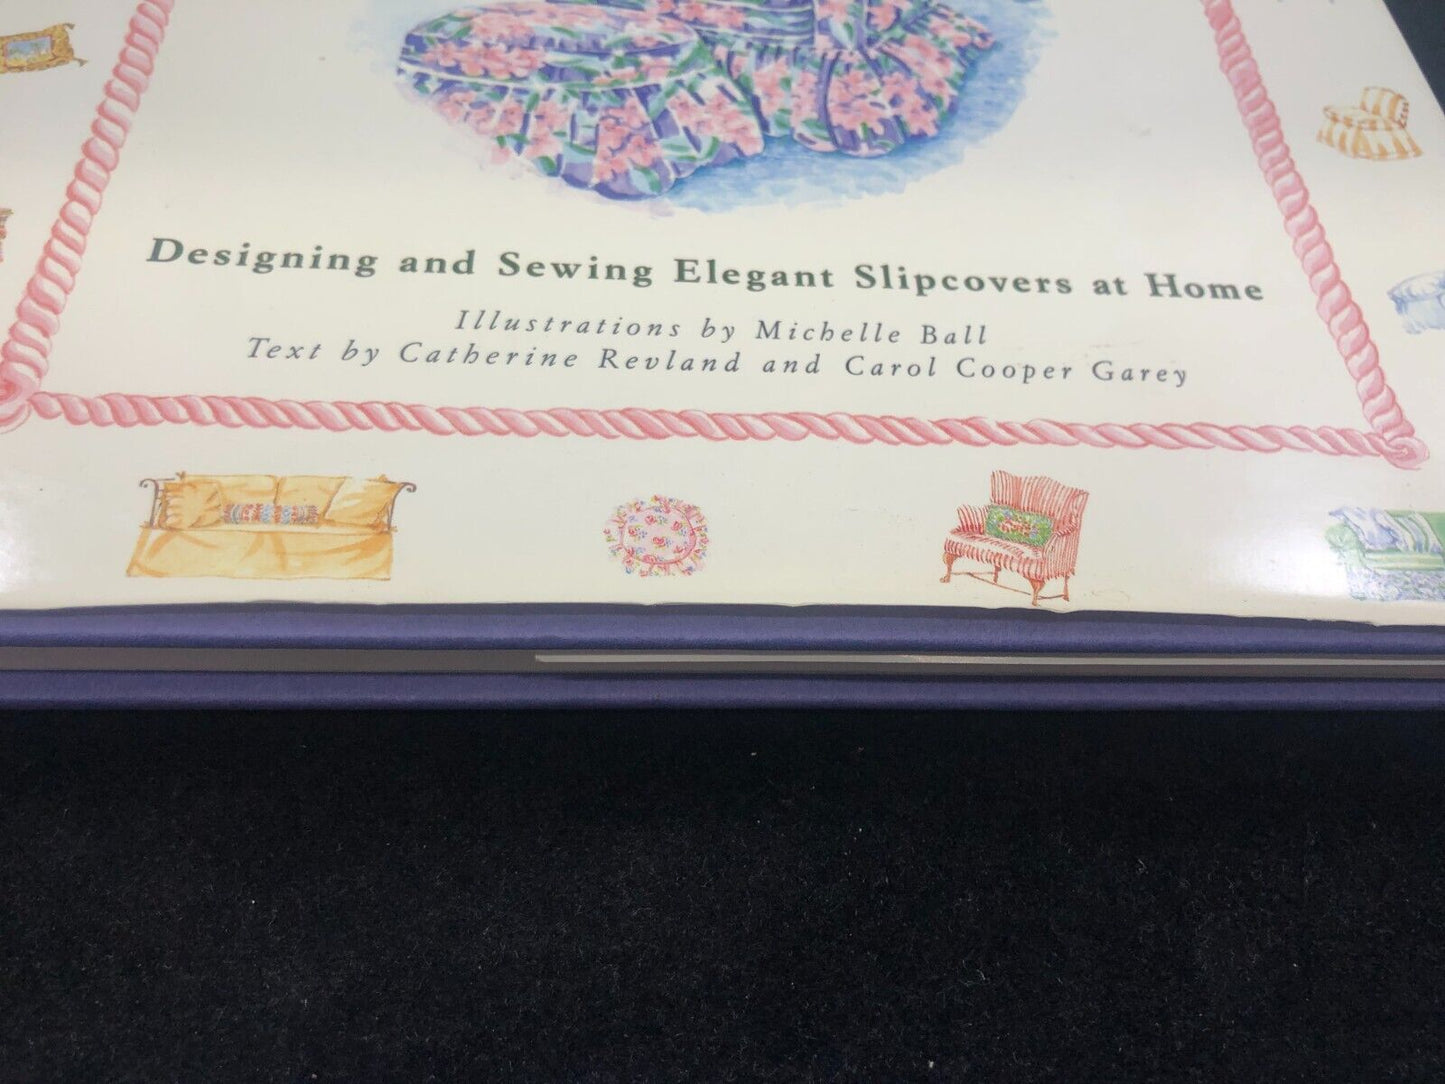 Designing and Sewing Elegant Slipcovers at Home
Illustrations by Michelle Ball
Text by Catherine Revland and Carol Cooper Garey